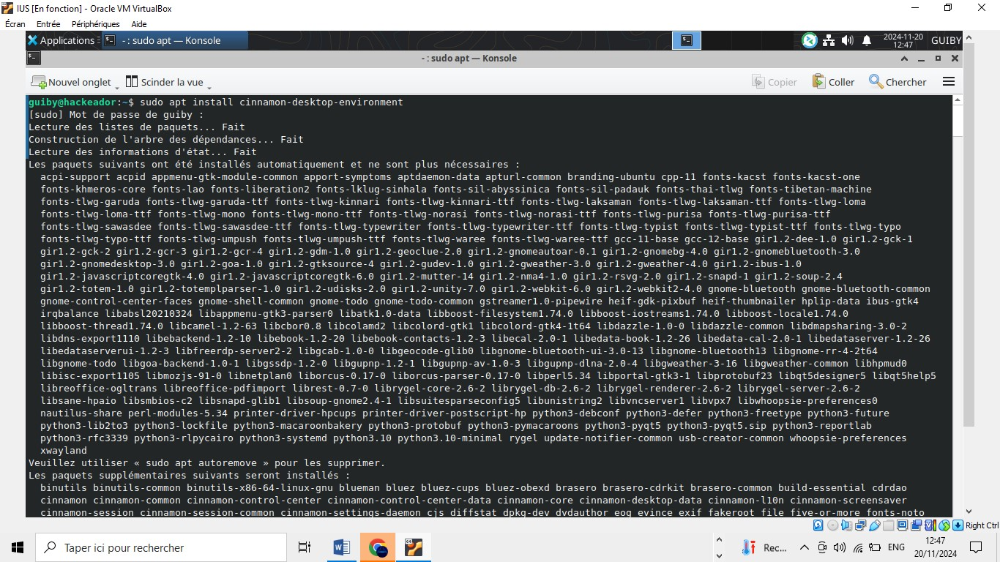 IUS [En fonction] - Oracle VM VirtualBox
Écran Entrée Périphériques Aide
Applications - : sudo apt — Konsole 2024-11-20 12:47 GUIBY
- : sudo apt — Konsole
Nouvel onglet Scinder la vue Copier Coller Chercher
guiby@hackeador:~$ sudo apt install cinnamon-desktop-environment
[sudo] Mot de passe de guiby :
Lecture des listes de paquets... Fait
Construction de l'arbre des dépendances... Fait
Lecture des informations d'état... Fait
Les paquets suivants ont été installés automatiquement et ne sont plus nécessaires :
acpi-support acpid appmenu-gtk-module-common apport-symptoms aptdaemon-data apturl-common branding-ubuntu cpp-11 fonts-kacst fonts-kacst-one
fonts-khmeros-core fonts-lao fonts-liberation2 fonts-lklug-sinhala fonts-sil-abyssinica fonts-sil-padauk fonts-thai-tlwg fonts-tibetan-machine
fonts-tlwg-garuda fonts-tlwg-garuda-ttf fonts-tlwg-kinnari fonts-tlwg-kinnari-ttf fonts-tlwg-laksaman fonts-tlwg-laksaman-ttf fonts-tlwg-loma
fonts-tlwg-loma-ttf fonts-tlwg-mono fonts-tlwg-mono-ttf fonts-tlwg-norasi fonts-tlwg-norasi-ttf fonts-tlwg-purisa fonts-tlwg-purisa-ttf
fonts-tlwg-sawasdee fonts-tlwg-sawasdee-ttf fonts-tlwg-typewriter fonts-tlwg-typewriter-ttf fonts-tlwg-typist fonts-tlwg-typist-ttf fonts-tlwg-typo
fonts-tlwg-typo-ttf fonts-tlwg-umpush fonts-tlwg-umpush-ttf fonts-tlwg-waree fonts-tlwg-waree-ttf gcc-11-base gcc-12-base gir1.2-dee-1.0 gir1.2-gck-1
gir1.2-gck-2 gir1.2-gcr-3 gir1.2-gcr-4 gir1.2-gdm-1.0 gir1.2-geoclue-2.0 gir1.2-gnomeautoar-0.1 gir1.2-gnomebg-4.0 gir1.2-gnomebluetooth-3.0
gir1.2-gnomedesktop-3.0 gir1.2-goa-1.0 gir1.2-gtksource-4 gir1.2-gudev-1.0 gir1.2-gweather-3.0 gir1.2-gweather-4.0 gir1.2-ibus-1.0
gir1.2-javascriptcoregtk-4.0 gir1.2-javascriptcoregtk-6.0 gir1.2-mutter-14 gir1.2-nma4-1.0 gir1.2-rsvg-2.0 gir1.2-snapd-1 gir1.2-soup-2.4
gir1.2-totem-1.0 gir1.2-totemplparser-1.0 gir1.2-udisks-2.0 gir1.2-unity-7.0 gir1.2-webkit-6.0 gir1.2-webkit2-4.0 gnome-bluetooth gnome-bluetooth-common
gnome-control-center-faces gnome-shell-common gnome-todo gnome-todo-common gstreamer1.0-pipewire heif-gdk-pixbuf heif-thumbnailer hplip-data ibus-gtk4
irqbalance libabsl20210324 libappmenu-gtk3-parser0 libatk1.0-data libboost-filesystem1.74.0 libboost-iostreams1.74.0 libboost-locale1.74.0
libboost-thread1.74.0 libcamel-1.2-63 libcbor0.8 libcolamd2 libcolord-gtk1 libcolord-gtk4-1t64 libdazzle-1.0-0 libdazzle-common libdmapsharing-3.0-2
libdns-export1110 libebackend-1.2-10 libebook-1.2-20 libebook-contacts-1.2-3 libecal-2.0-1 libedata-book-1.2-26 libedata-cal-2.0-1 libedataserver-1.2-26
libedataserverui-1.2-3 libfreerdp-server2-2 libgcab-1.0-0 libgeocode-glib0 libgnome-bluetooth-ui-3.0-13 libgnome-bluetooth13 libgnome-rr-4-2t64
libgnome-todo libgoa-backend-1.0-1 libgssdp-1.2-0 libgupnp-1.2-1 libgupnp-av-1.0-3 libgupnp-dlna-2.0-4 libgweather-3-16 libgweather-common libhpmud0
libisc-export1105 libmozjs-91-0 libnetplan0 liborcus-0.17-0 liborcus-parser-0.17-0 libperl5.34 libportal-gtk3-1 libprotobuf23 libqt5designer5 libqt5help5
libreoffice-ogltrans libreoffice-pdfimport librest-0.7-0 librygel-core-2.6-2 librygel-db-2.6-2 librygel-renderer-2.6-2 librygel-server-2.6-2
libsane-hpaio libsmbios-c2 libsnapd-glib1 libsoup-gnome2.4-1 libsuitesparseconfig5 libunistring2 libvncserver1 libvpx7 libwhoopsie-preferences0
nautilus-share perl-modules-5.34 printer-driver-hpcups printer-driver-postscript-hp python3-debconf python3-defer python3-freetype python3-future
python3-lib2to3 python3-lockfile python3-macaroonbakery python3-protobuf python3-pymacaroons python3-pyqt5 python3-pyqt5.sip python3-reportlab
python3-rfc3339 python3-rlpycairo python3-systemd python3.10 python3.10-minimal rygel update-notifier-common usb-creator-common whoopsie-preferences
xwayland
Veuillez utiliser « sudo apt autoremove » pour les supprimer.
Les paquets supplémentaires suivants seront installés :
binutils binutils-common binutils-x86-64-linux-gnu blueman bluez bluez-cups bluez-obexd brasero brasero-cdrkit brasero-common build-essential cdrdao
cinnamon cinnamon-common cinnamon-control-center cinnamon-control-center-data cinnamon-core cinnamon-desktop-data cinnamon-l10n cinnamon-screensaver
cinnamon-session cinnamon-session-common cinnamon-settings-daemon cjs diffstat dpkg-dev dvdauthor eog evince exif fakeroot file five-or-more fonts-noto
Right Ctrl
Taper ici pour rechercher Rec... ENG 12:47
20/11/2024